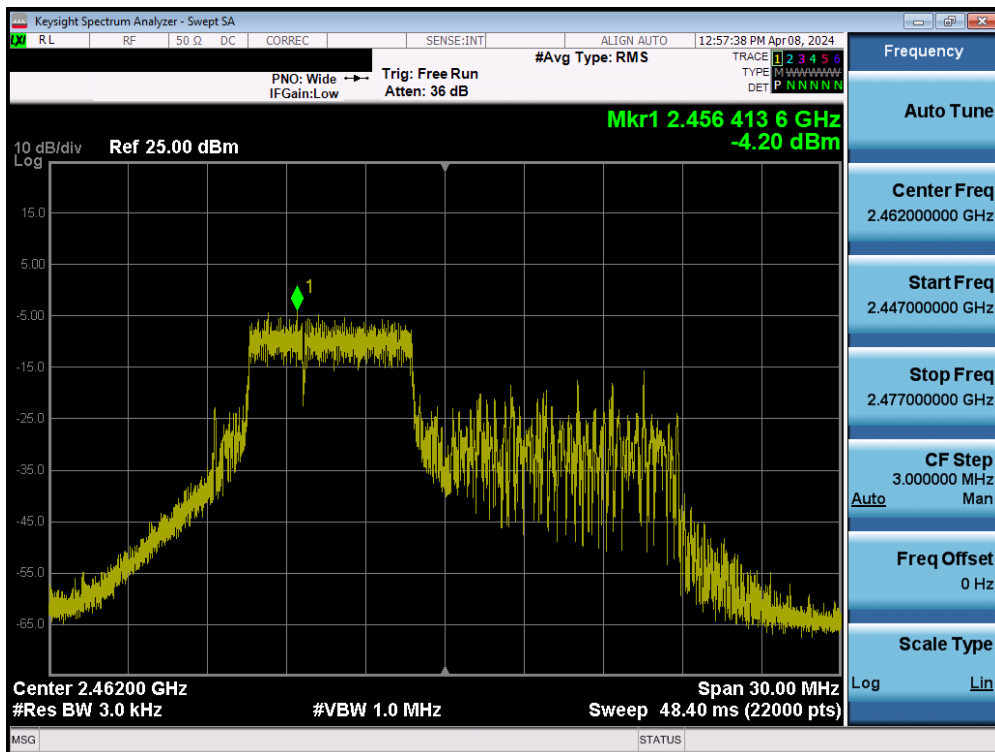 Keysight Spectrum Analyzer - Swept SA
LXI RL RF 50 Ω DC CORREC SENSE:INT ALIGN AUTO 12:57:38 PM Apr 08, 2024
#Avg Type: RMS TRACE 1 2 3 4 5 6
PNO: Wide Trig: Free Run TYPE M WWWWW
IFGain:Low Atten: 36 dB DET P N N N N N
Mkr1 2.456 413 6 GHz
-4.20 dBm
10 dB/div Ref 25.00 dBm
Log
15.0
5.00
1
-5.00
-15.0
-25.0
-35.0
-45.0
-55.0
-65.0
Center 2.46200 GHz Span 30.00 MHz
#Res BW 3.0 kHz #VBW 1.0 MHz Sweep 48.40 ms (22000 pts)
MSG STATUS
Frequency
Auto Tune
Center Freq
2.462000000 GHz
Start Freq
2.447000000 GHz
Stop Freq
2.477000000 GHz
CF Step
3.000000 MHz
Auto Man
Freq Offset
0 Hz
Scale Type
Log Lin